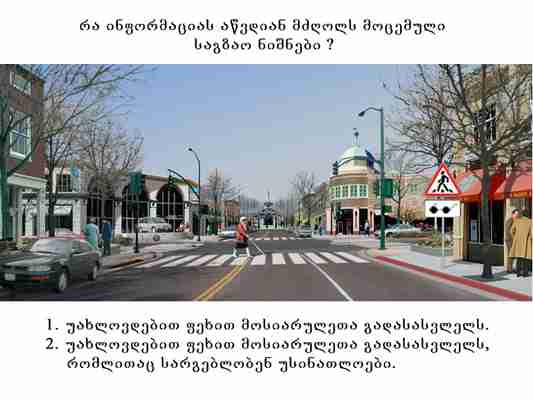 რა ინფორმაციას აწვდიან მძღოლს მოცემული
საგზაო ნიშნები ?
1. უახლოვდებით ფეხით მოსიარულეთა გადასასვლელს.
2. უახლოვდებით ფეხით მოსიარულეთა გადასასვლელს,
რომლითაც სარგებლობენ უსინათლოები.